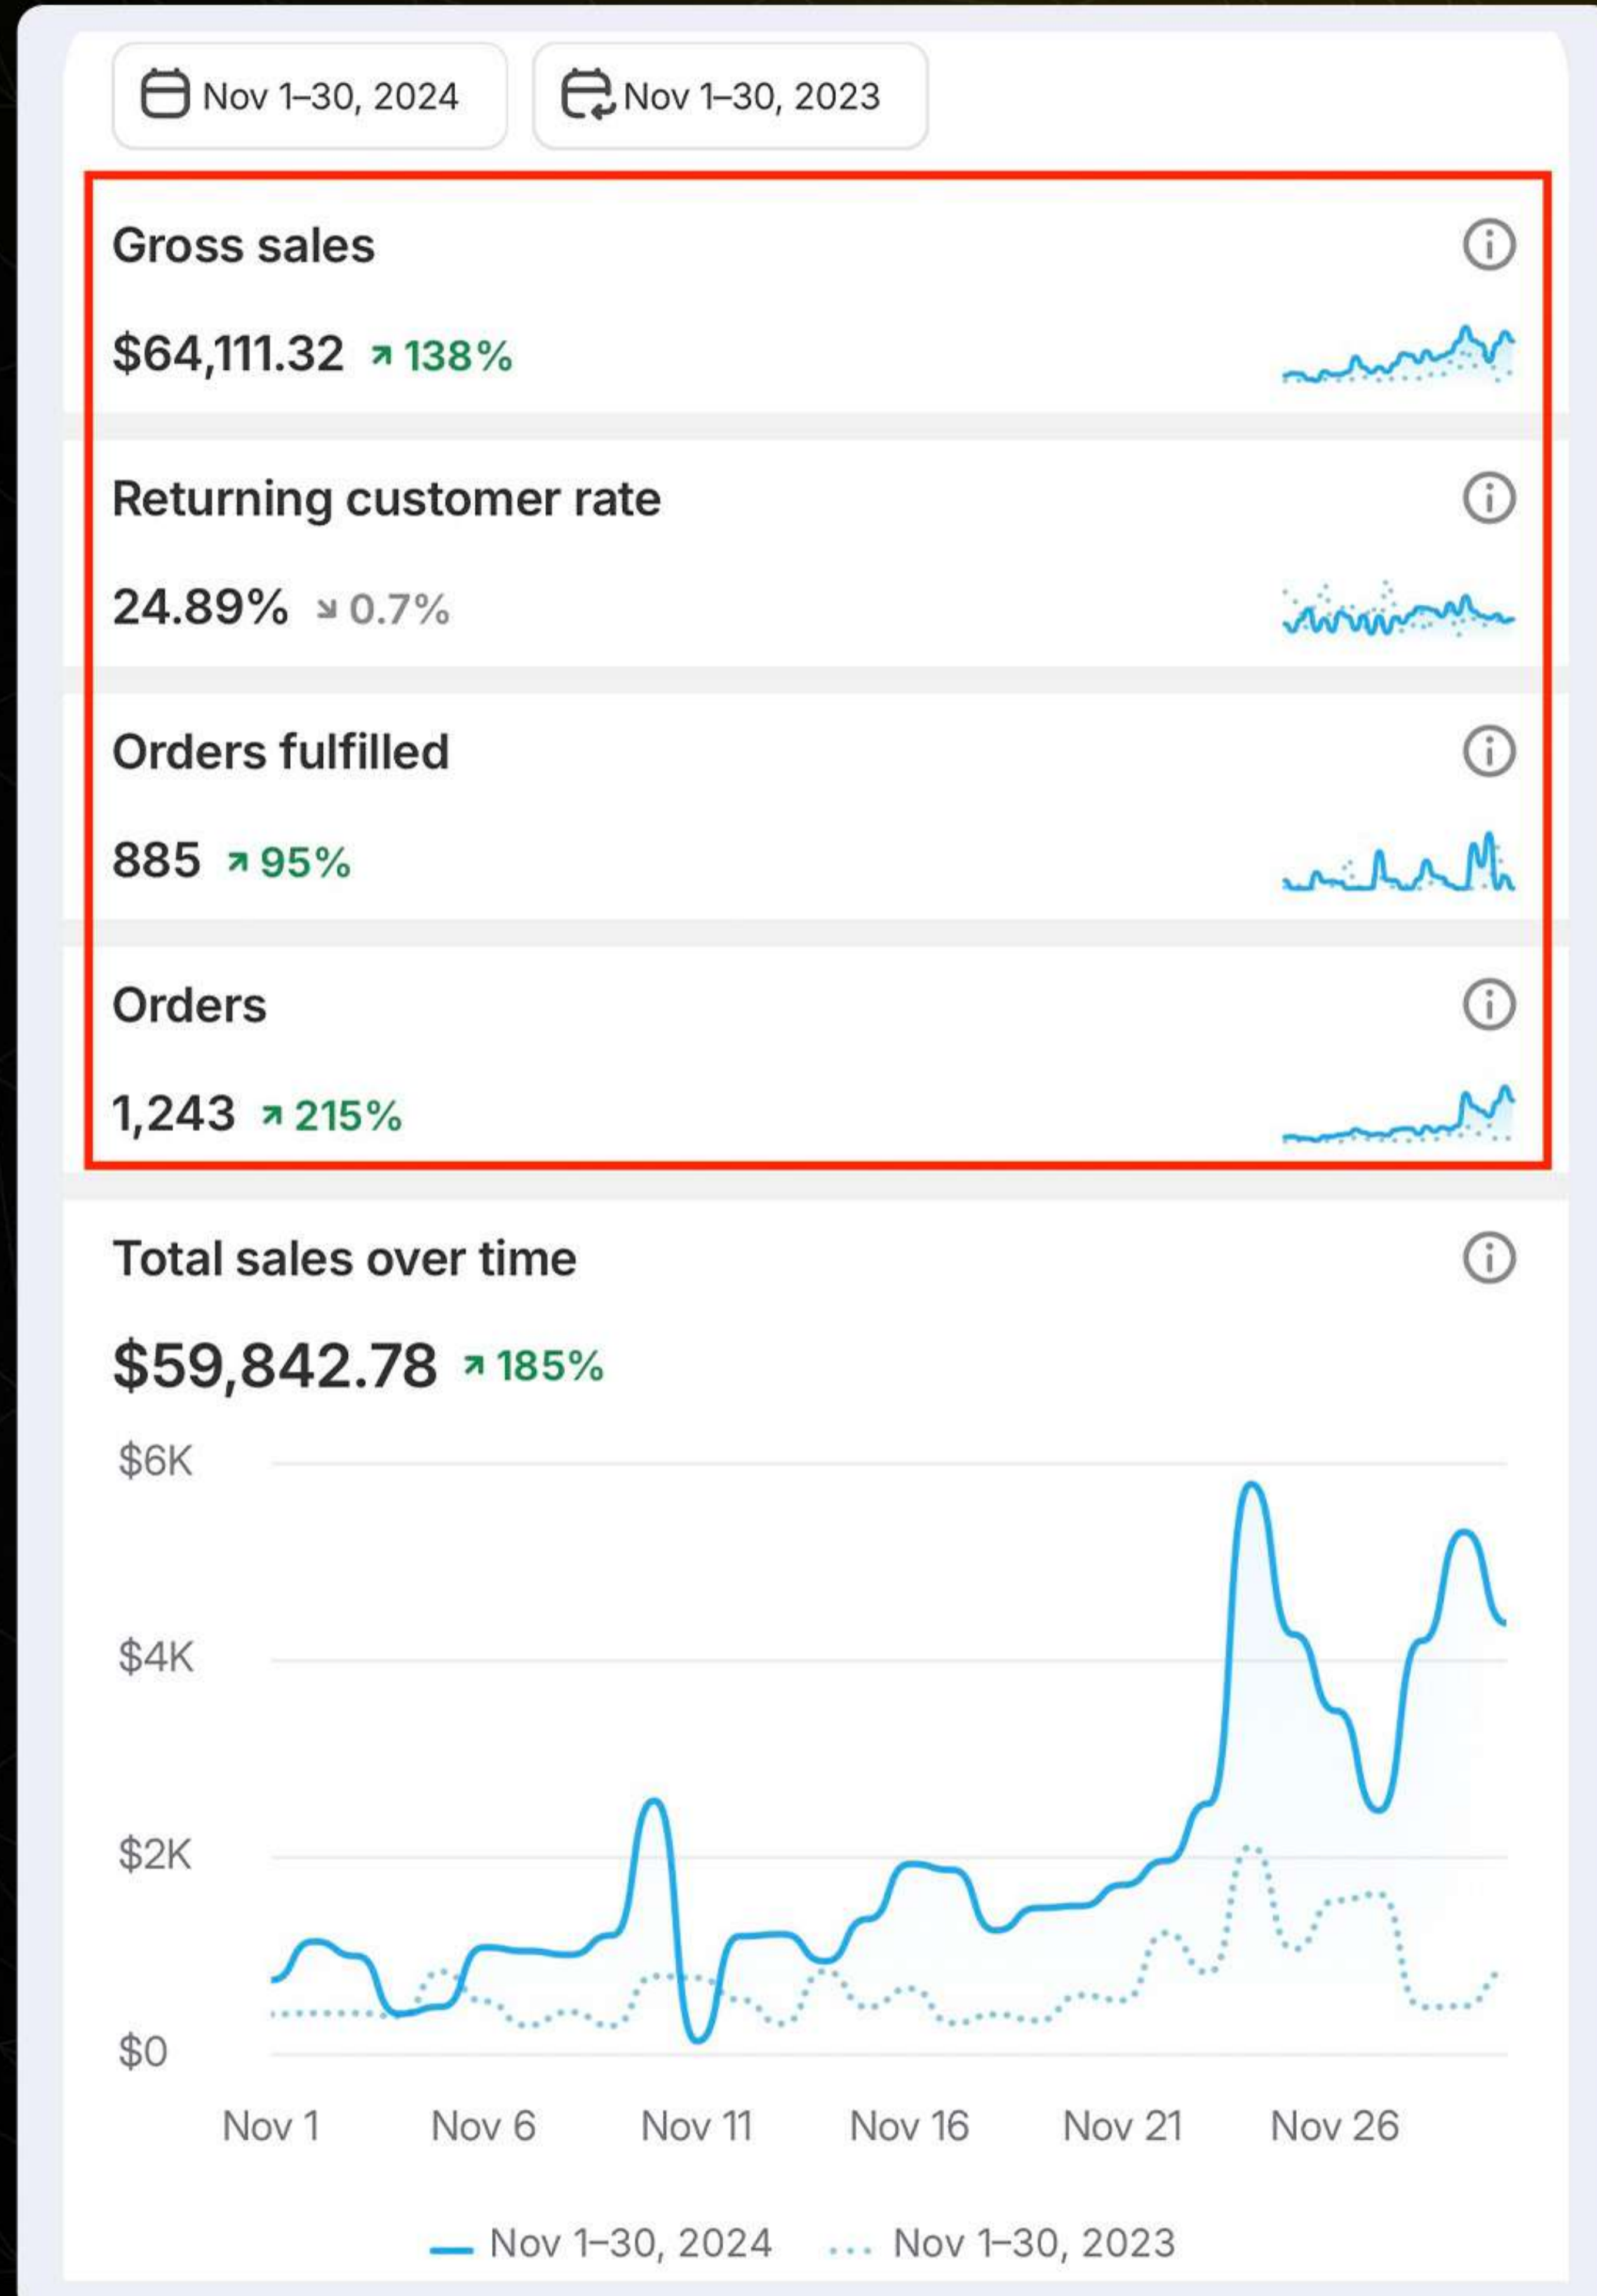 Nov 1–30, 2024 Nov 1–30, 2023
Gross sales
$64,111.32 ↗ 138%
Returning customer rate
24.89% ↘ 0.7%
Orders fulfilled
885 ↗ 95%
Orders
1,243 ↗ 215%
Total sales over time
$59,842.78 ↗ 185%
$6K
$4K
$2K
$0
Nov 1 Nov 6 Nov 11 Nov 16 Nov 21 Nov 26
Nov 1–30, 2024 Nov 1–30, 2023